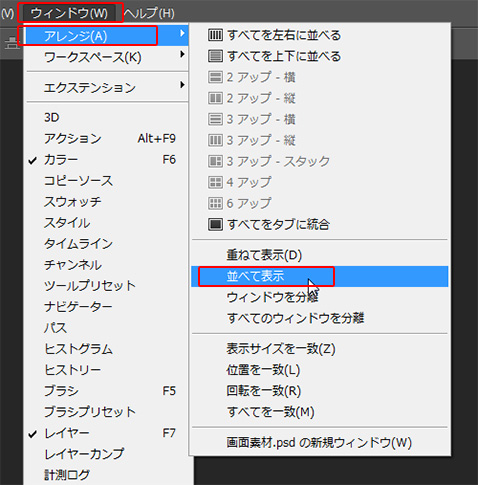 (V) ウィンドウ(W) ヘルプ(H)
アレンジ(A)
ワークスペース(K)
エクステンション
3D
アクション Alt+F9
カラー F6
コピーソース
スウォッチ
スタイル
タイムライン
チャンネル
ツールプリセット
ナビゲーター
パス
ヒストグラム
ヒストリー
ブラシ F5
ブラシプリセット
レイヤー F7
レイヤーカンプ
計測ログ
すべてを左右に並べる
すべてを上下に並べる
2 アップ - 横
2 アップ - 縦
3 アップ - 横
3 アップ - 縦
3 アップ - スタック
4 アップ
6 アップ
すべてをタブに統合
重ねて表示(D)
並べて表示
ウィンドウを分離
すべてのウィンドウを分離
表示サイズを一致(Z)
位置を一致(L)
回転を一致(R)
すべてを一致(M)
画面素材.psd の新規ウィンドウ(W)